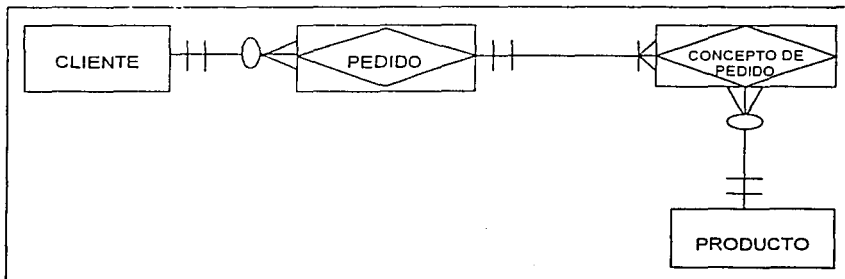 CLIENTE
PEDIDO
CONCEPTO DE
PEDIDO
PRODUCTO